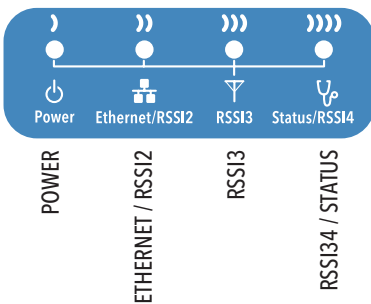 Power Ethernet/RSSI2 RSSI3 Status/RSSI4
POWER
ETHERNET / RSSI2
RSSI3
RSSI34 / STATUS